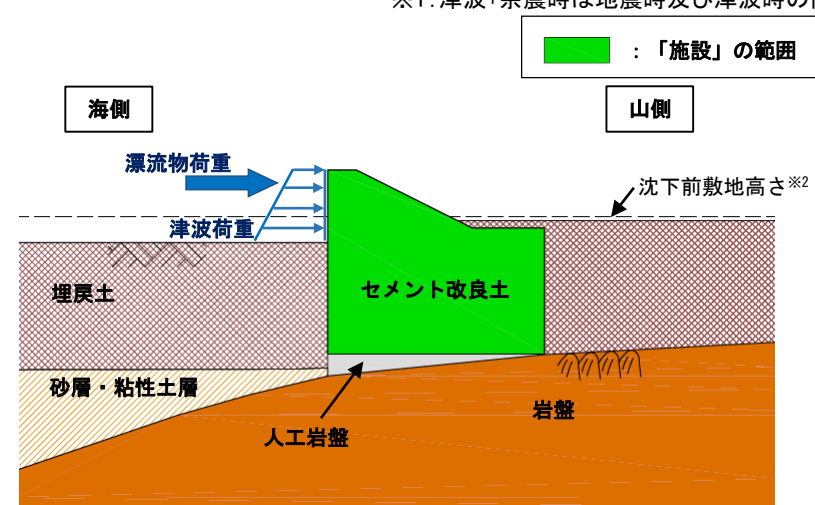 ：「施設」の範囲
海側
山側
漂流物荷重
沈下前敷地高さ※2
津波荷重
埋戻土
セメント改良土
砂層・粘性土層
岩盤
人工岩盤